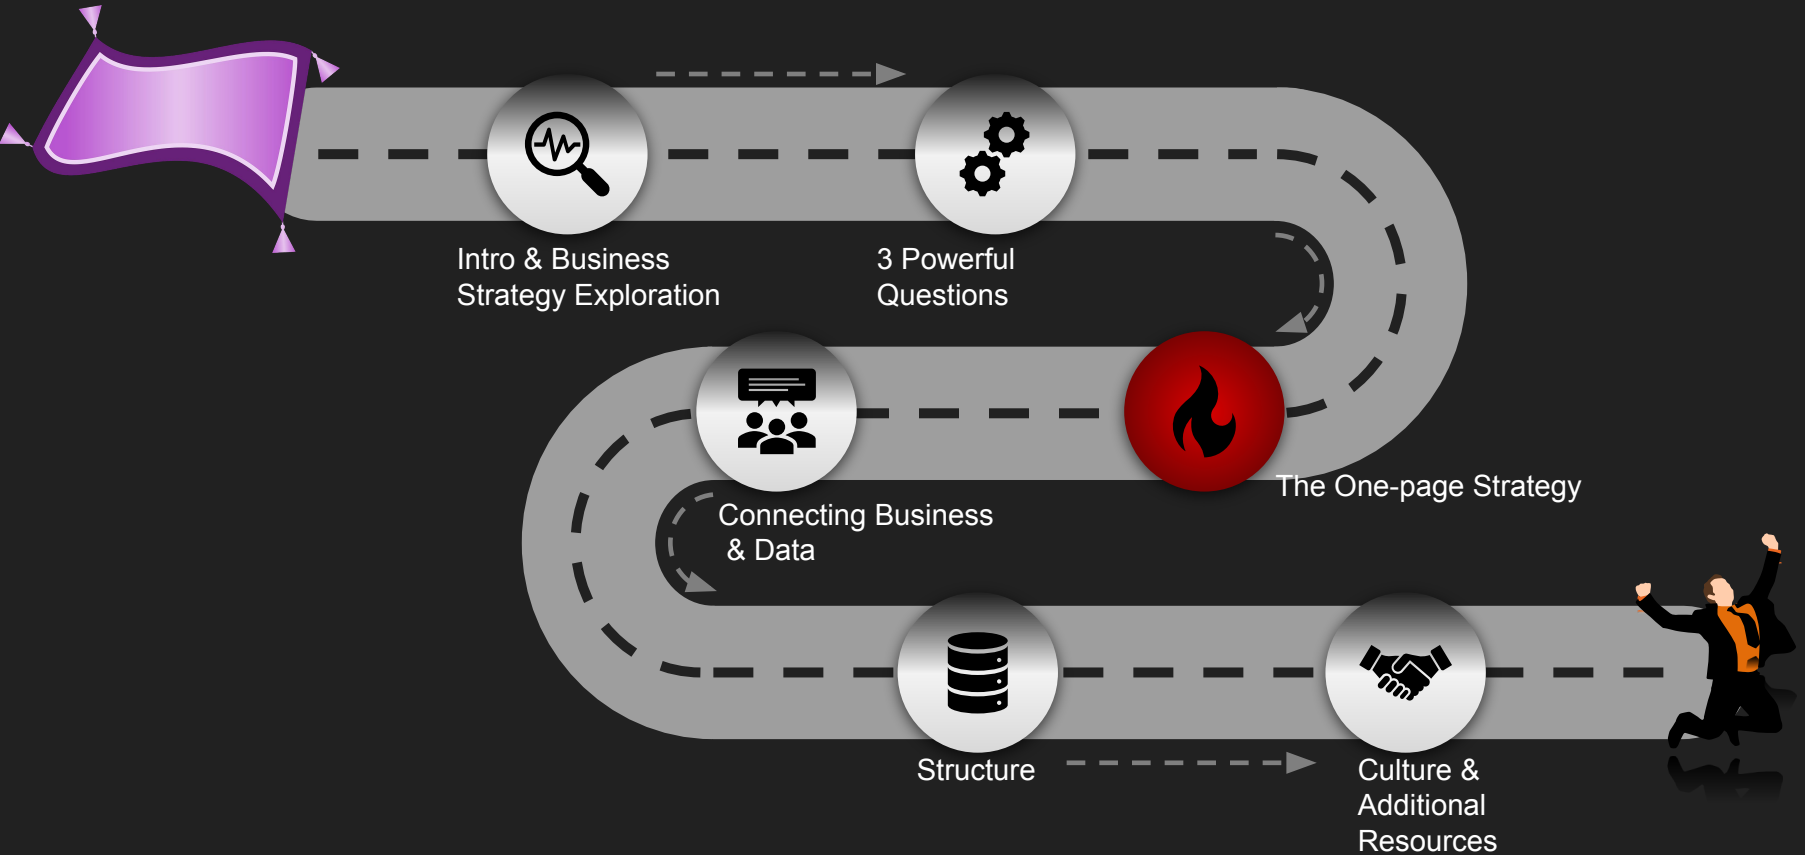 Intro & Business
Strategy Exploration
3 Powerful
Questions
The One-page Strategy
Connecting Business
& Data
Structure
Culture &
Additional
Resources